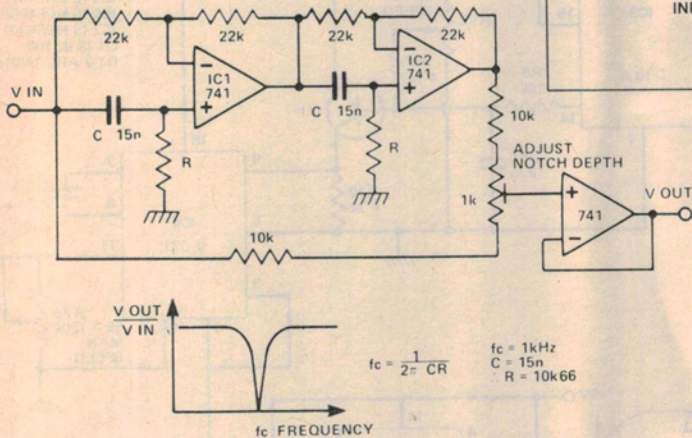 INI
22k
22k
22k
22k
IC1
741
IC2
741
V IN
C 15n
C 15n
R
R
10k
ADJUST
NOTCH DEPTH
1k
741
V OUT
10k
V OUT
V IN
fc = 1
2π CR
fc = 1kHz
C = 15n
∴ R = 10k66
fc FREQUENCY